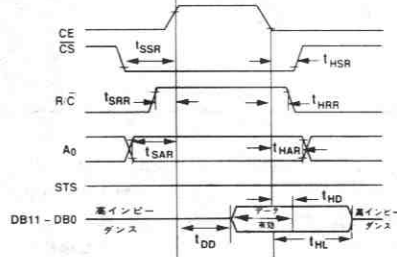 CE
CS
tSSR
tHSR
R/C
tSRR
tHRR
A0
tSAR
tHAR
STS
tHD
DB11 - DB0
高インピー
ダンス
データ
有効
高インピー
ダンス
tDD
tHL